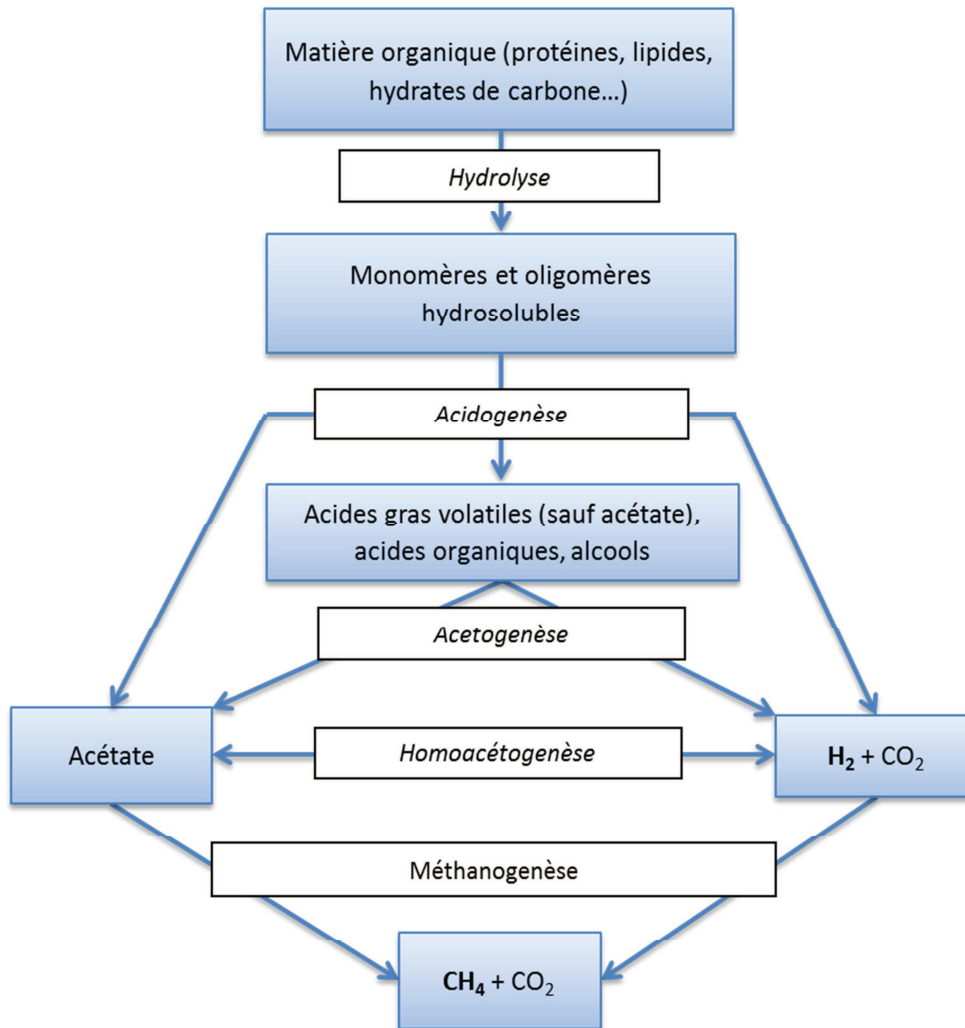 Matière organique (protéines, lipides,
hydrates de carbone…)
Hydrolyse
Monomères et oligomères
hydrosolubles
Acidogenèse
Acides gras volatiles (sauf acétate),
acides organiques, alcools
Acetogenèse
Acétate
Homoacétogenèse
H₂ + CO₂
Méthanogenèse
CH₄ + CO₂